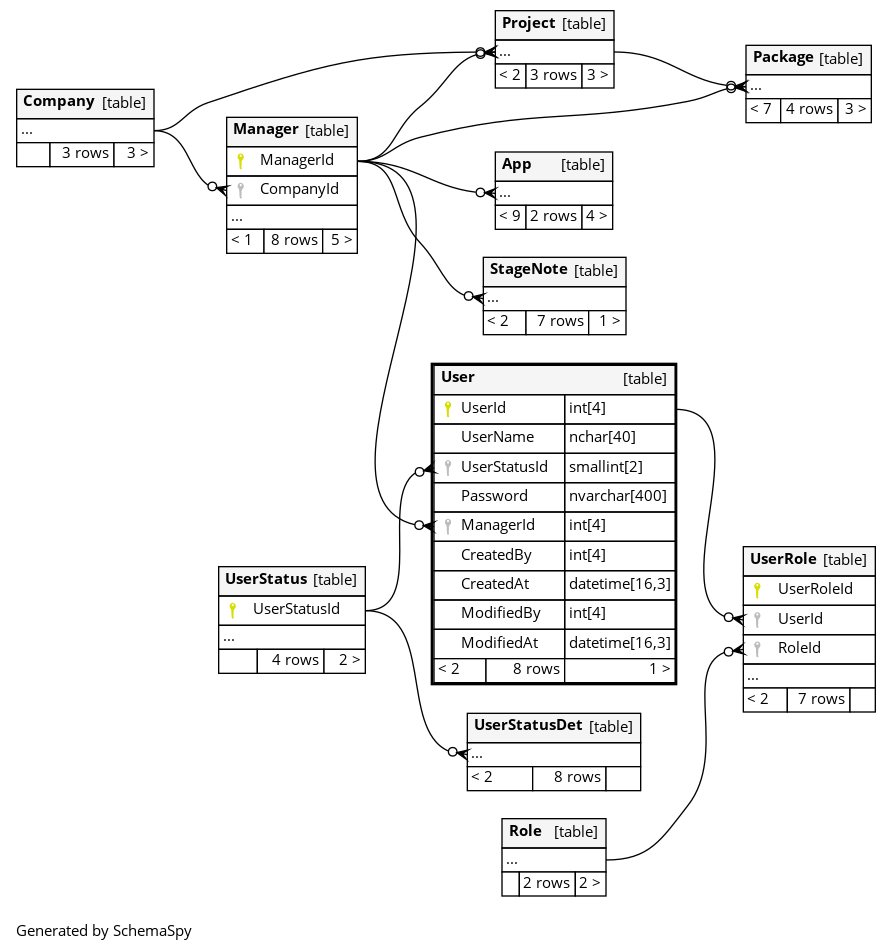 Project [table]
...
< 2 3 rows 3 >
Package [table]
...
< 7 4 rows 3 >
Company [table]
...
3 rows 3 >
Manager [table]
ManagerId
CompanyId
...
< 1 8 rows 5 >
App [table]
...
< 9 2 rows 4 >
StageNote [table]
...
< 2 7 rows 1 >
User [table]
UserId int[4]
UserName nchar[40]
UserStatusId smallint[2]
Password nvarchar[400]
ManagerId int[4]
CreatedBy int[4]
CreatedAt datetime[16,3]
ModifiedBy int[4]
ModifiedAt datetime[16,3]
< 2 8 rows 1 >
UserRole [table]
UserRoleId
UserId
RoleId
...
< 2 7 rows
UserStatus [table]
UserStatusId
...
4 rows 2 >
UserStatusDet [table]
...
< 2 8 rows
Role [table]
...
2 rows 2 >
Generated by SchemaSpy